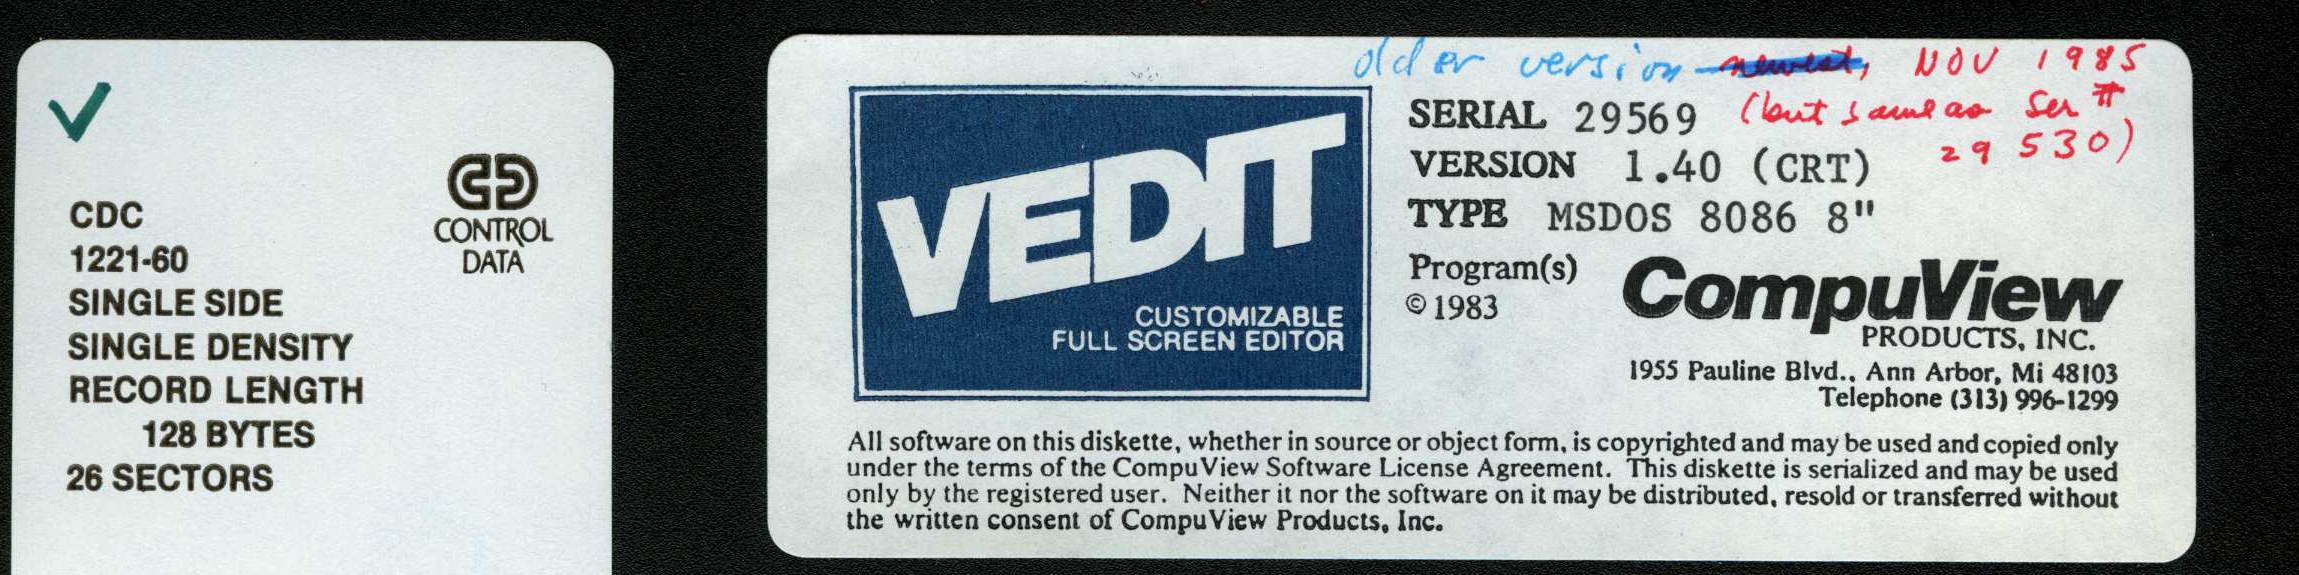 CONTROL
DATA
CDC
1221-60
SINGLE SIDE
SINGLE DENSITY
RECORD LENGTH
128 BYTES
26 SECTORS
older version newest, NOV 1985
(but same as Ser #
29530)
VEDIT
CUSTOMIZABLE
FULL SCREEN EDITOR
SERIAL 29569
VERSION 1.40 (CRT)
TYPE MSDOS 8086 8"
Program(s)
© 1983
CompuView
PRODUCTS, INC.
1955 Pauline Blvd., Ann Arbor, Mi 48103
Telephone (313) 996-1299
All software on this diskette, whether in source or object form, is copyrighted and may be used and copied only
under the terms of the CompuView Software License Agreement. This diskette is serialized and may be used
only by the registered user. Neither it nor the software on it may be distributed, resold or transferred without
the written consent of CompuView Products, Inc.